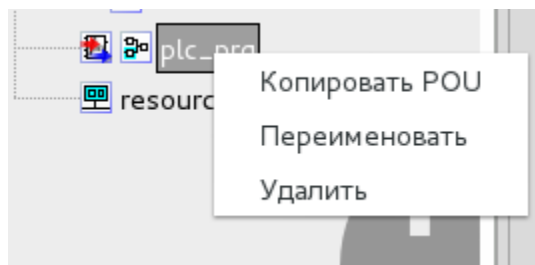 plc_prg
Копировать POU
resourc
Переименовать
Удалить